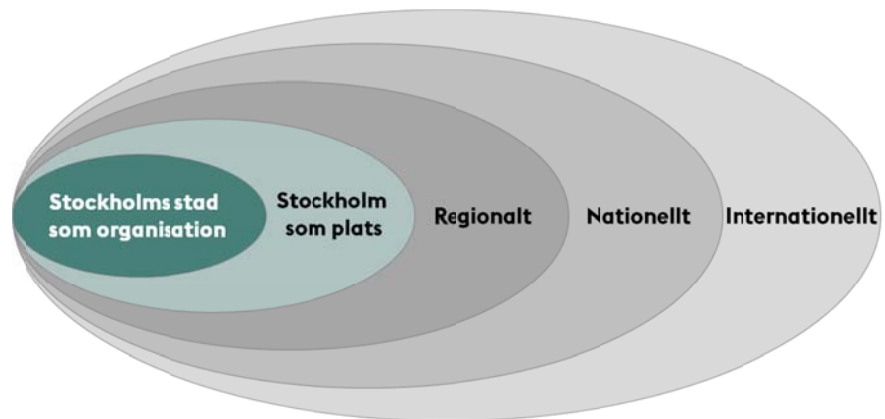 Stockholms stad
som organisation
Stockholm
som plats
Regionalt
Nationellt
Internationellt